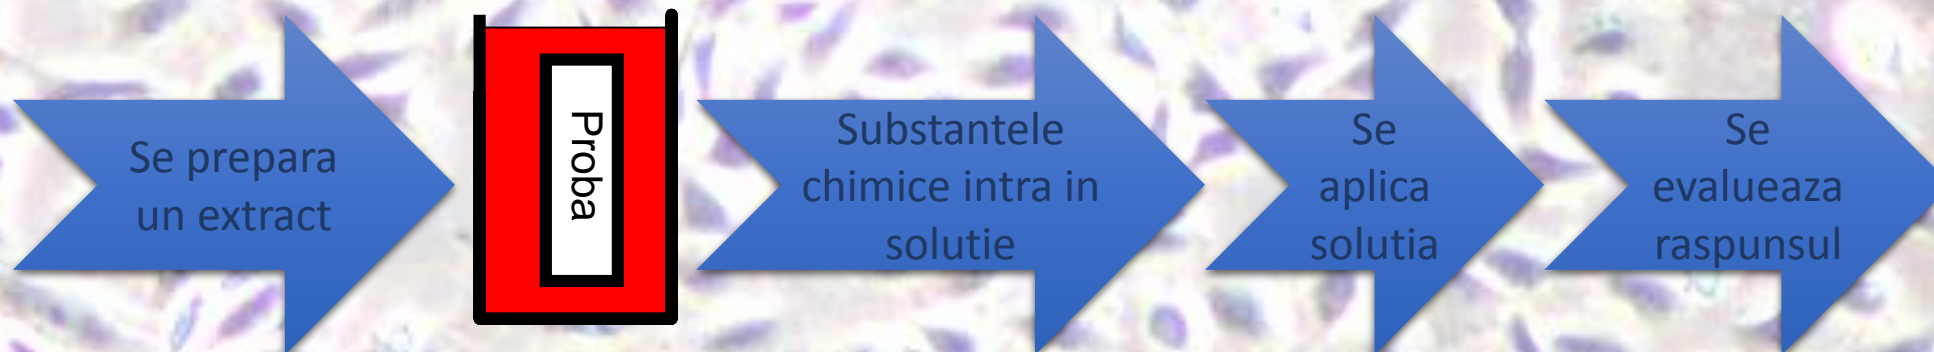 Se prepara
un extract
Proba
Substantele
chimice intra in
solutie
Se
aplica
solutia
Se
evalueaza
raspunsul